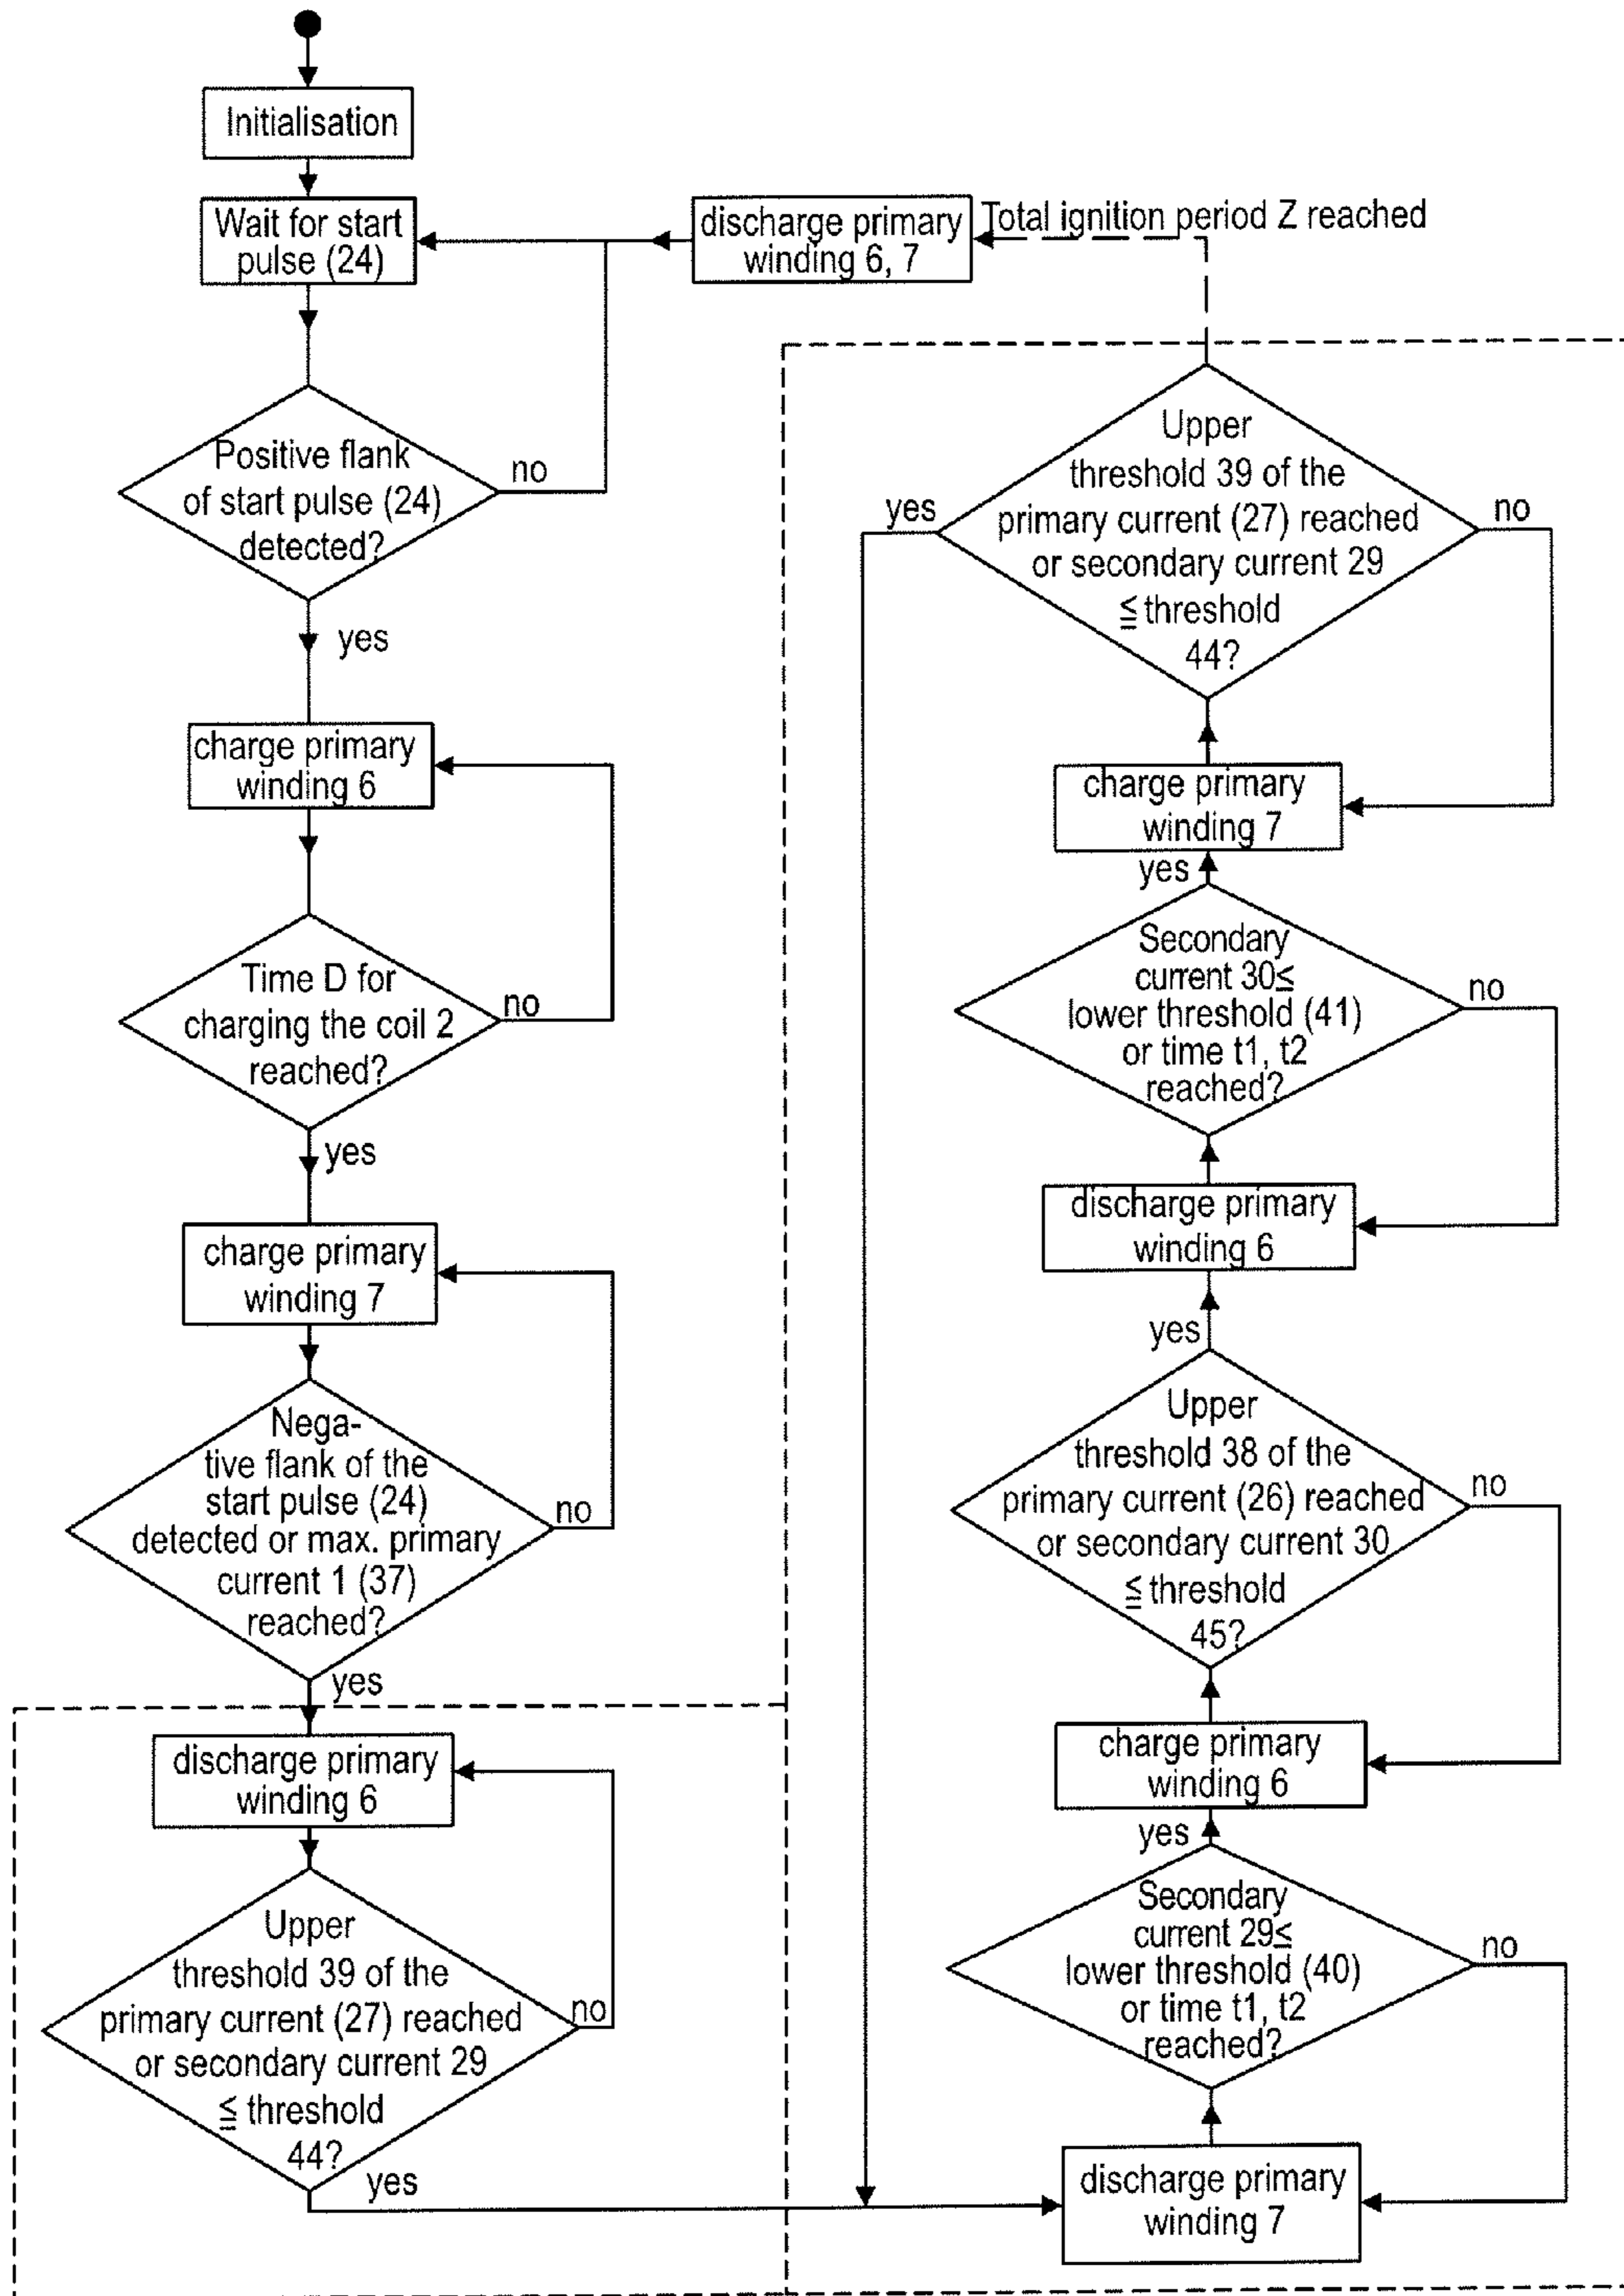 Initialisation
Wait for start
pulse (24)
discharge primary
winding 6, 7
Total ignition period Z reached
Positive flank
of start pulse (24)
detected?
no
yes
charge primary
winding 6
Time D for
charging the coil 2
reached?
no
yes
charge primary
winding 7
Nega-
tive flank of the
start pulse (24)
detected or max. primary
current 1 (37)
reached?
no
yes
discharge primary
winding 6
Upper
threshold 39 of the
primary current (27) reached
or secondary current 29
≦ threshold
44?
no
yes
Upper
threshold 39 of the
primary current (27) reached
or secondary current 29
≦ threshold
44?
yes
no
charge primary
winding 7
yes
Secondary
current 30≤
lower threshold (41)
or time t1, t2
reached?
no
discharge primary
winding 6
yes
Upper
threshold 38 of the
primary current (26) reached
or secondary current 30
≦ threshold
45?
no
charge primary
winding 6
yes
Secondary
current 29≤
lower threshold (40)
or time t1, t2
reached?
no
discharge primary
winding 7